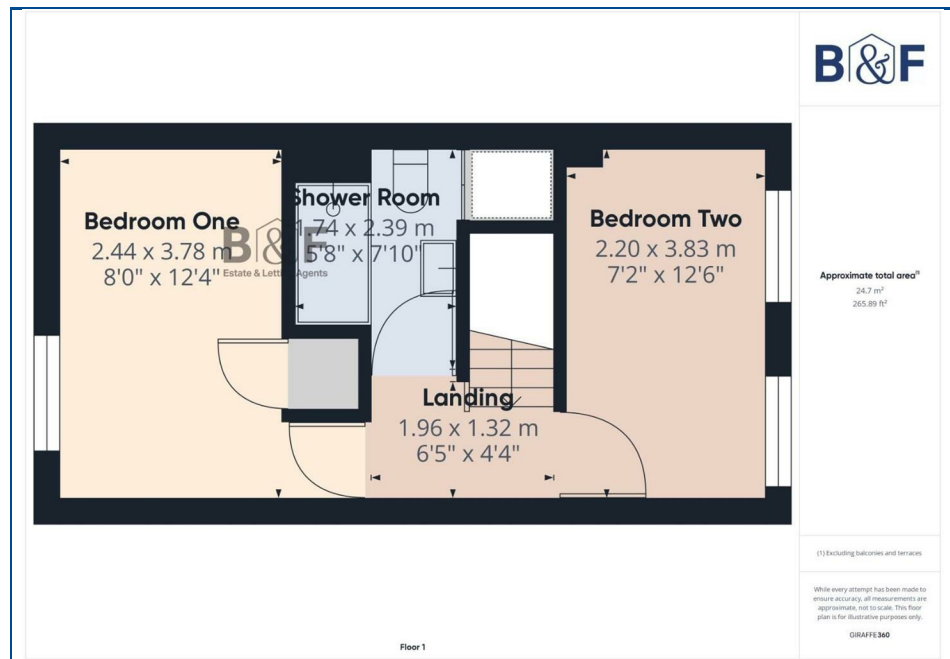 B&F
Bedroom One
2.44 x 3.78 m
8'0" x 12'4"
B&F
Estate & Letting Agents
Shower Room
1.74 x 2.39 m
5'8" x 7'10"
Bedroom Two
2.20 x 3.83 m
7'2" x 12'6"
Landing
1.96 x 1.32 m
6'5" x 4'4"
Floor 1
Approximate total area(1)
24.7 m²
265.89 ft²
(1) Excluding balconies and terraces
While every attempt has been made to
ensure accuracy, all measurements are
approximate, not to scale. This floor
plan is for illustrative purposes only.
GIRAFFE360